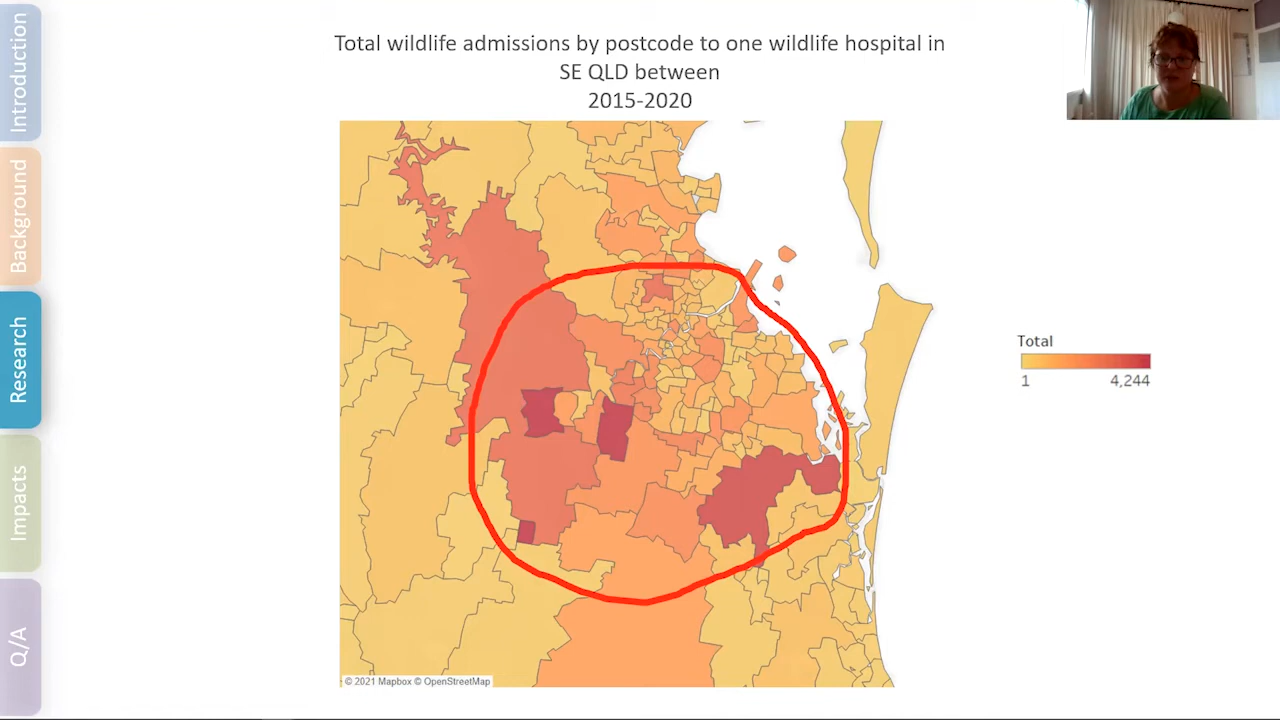 Introduction
Background
Research
Impacts
Q/A
Total wildlife admissions by postcode to one wildlife hospital in
SE QLD between
2015-2020
Total
1 4,244
© 2021 Mapbox © OpenStreetMap